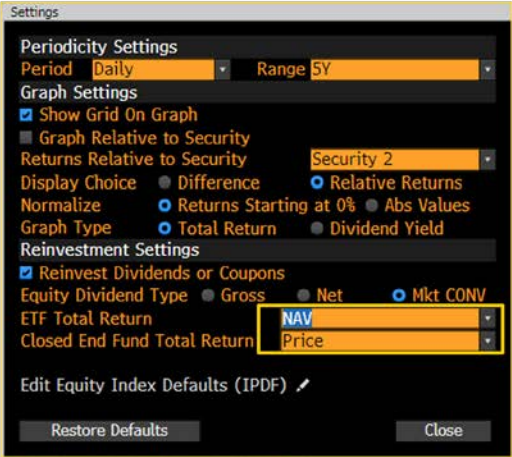 Settings
Periodicity Settings
Period Daily Range 5Y
Graph Settings
Show Grid On Graph
Graph Relative to Security
Returns Relative to Security Security 2
Display Choice Difference Relative Returns
Normalize Returns Starting at 0% Abs Values
Graph Type Total Return Dividend Yield
Reinvestment Settings
Reinvest Dividends or Coupons
Equity Dividend Type Gross Net Mkt CONV
ETF Total Return NAV
Closed End Fund Total Return Price
Edit Equity Index Defaults (IPDF)
Restore Defaults Close